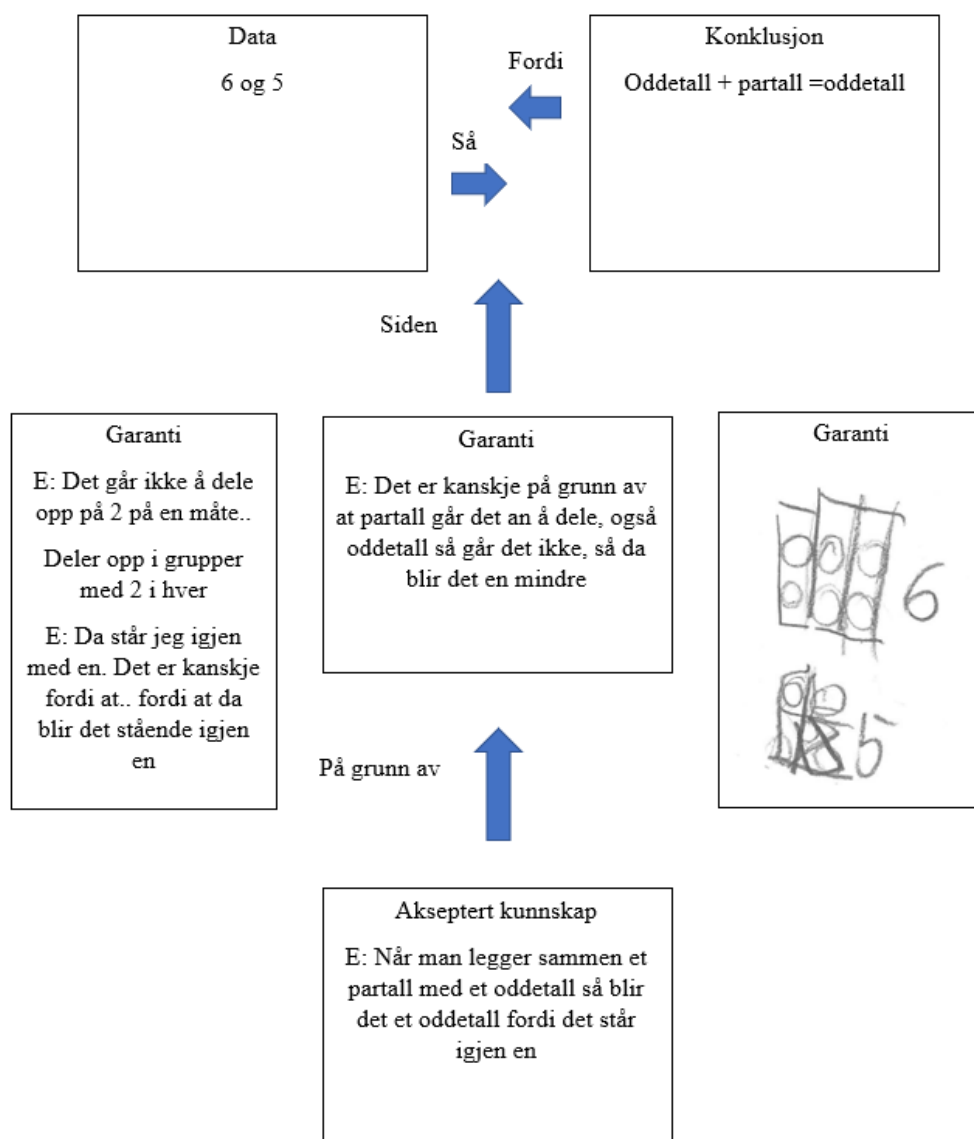 Data
6 og 5
Fordi
Så
Konklusjon
Oddetall + partall =oddetall
Siden
Garanti
E: Det går ikke å dele
opp på 2 på en måte..
Deler opp i grupper
med 2 i hver
E: Da står jeg igjen
med en. Det er kanskje
fordi at.. fordi at da
blir det stående igjen
en
Garanti
E: Det er kanskje på grunn av
at partall går det an å dele, også
oddetall så går det ikke, så da
blir det en mindre
Garanti
6
5
På grunn av
Akseptert kunnskap
E: Når man legger sammen et
partall med et oddetall så blir
det et oddetall fordi det står
igjen en